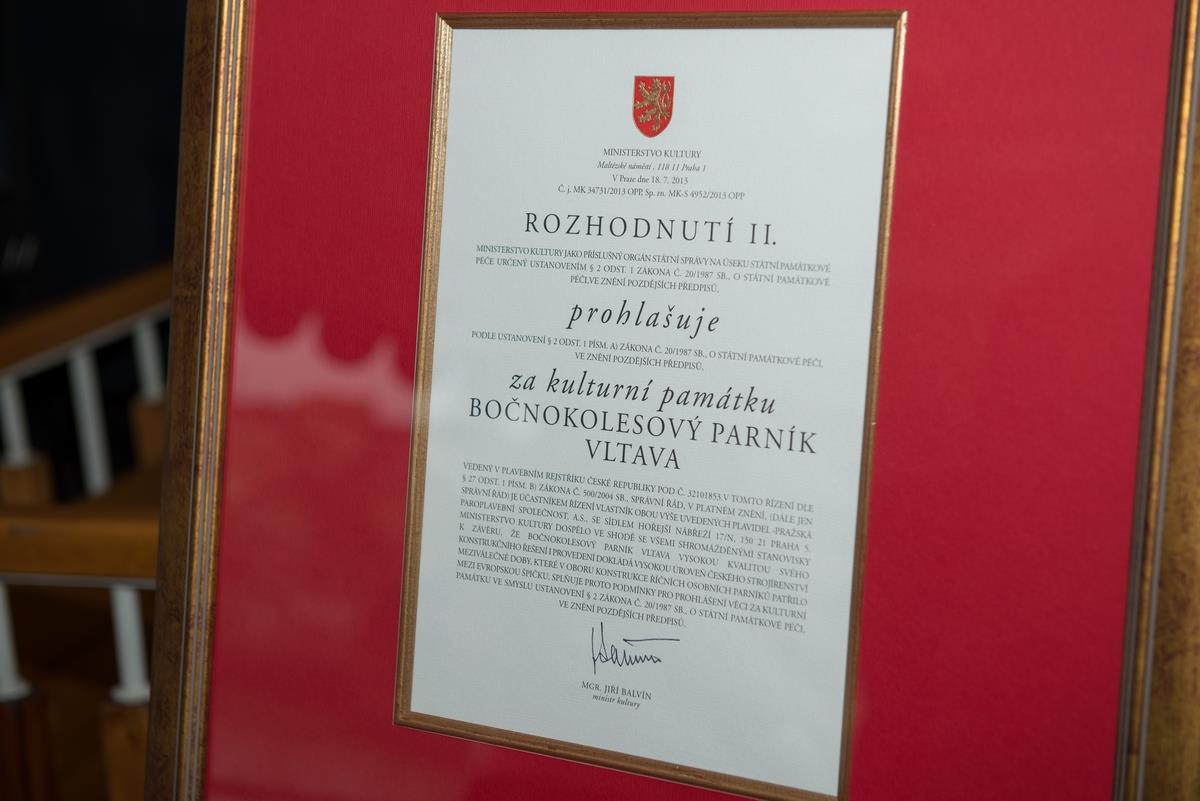 MINISTERSTVO KULTURY
Maltézské náměstí, 118 11 Praha 1
V Praze dne 18. 7. 2013
Č. j. MK 34731/2013 OPP, Sp. zn. MK-S 4952/2013 OPP
ROZHODNUTÍ II.
MINISTERSTVO KULTURY JAKO PŘÍSLUŠNÝ ORGÁN STÁTNÍ SPRÁVY NA ÚSEKU STÁTNÍ PAMÁTKOVÉ
PÉČE URČENÝ USTANOVENÍM § 2 ODST. 1 ZÁKONA Č. 20/1987 SB., O STÁTNÍ PAMÁTKOVÉ
PÉČI,VE ZNĚNÍ POZDĚJŠÍCH PŘEDPISŮ,
prohlašuje
PODLE USTANOVENÍ § 2 ODST. 1 PÍSM. A) ZÁKONA Č. 20/1987 SB., O STÁTNÍ PAMÁTKOVÉ PÉČI,
VE ZNĚNÍ POZDĚJŠÍCH PŘEDPISŮ,
za kulturní památku
BOČNOKOLESOVÝ PARNÍK
VLTAVA
VEDENÝ V PLAVEBNÍM REJSTŘÍKU ČESKÉ REPUBLIKY POD Č. 32101853.V TOMTO ŘÍZENÍ DLE
§ 27 ODST. 1 PÍSM. B) ZÁKONA Č. 500/2004 SB., SPRÁVNÍ ŘÁD, V PLATNÉM ZNĚNÍ, (DÁLE JEN
SPRÁVNÍ ŘÁD) JE ÚČASTNÍKEM ŘÍZENÍ VLASTNÍK OBOU VÝŠE UVEDENÝCH PLAVIDEL -PRAŽSKÁ
PAROPLAVEBNÍ SPOLEČNOST, A.S., SE SÍDLEM HOŘEJŠÍ NÁBŘEŽÍ 17/N, 150 21 PRAHA 5.
MINISTERSTVO KULTURY DOSPĚLO VE SHODĚ SE VŠEMI SHROMÁŽDĚNÝMI STANOVISKY
K ZÁVĚRU, ŽE BOČNOKOLESOVÝ PARNÍK VLTAVA VYSOKOU KVALITOU SVÉHO
KONSTRUKČNÍHO ŘEŠENÍ I PROVEDENÍ DOKLÁDÁ VYSOKOU ÚROVEŇ ČESKÉHO STROJÍRENSTVÍ
MEZIVÁLEČNÉ DOBY, KTERÉ V OBORU KONSTRUKCE ŘÍČNÍCH OSOBNÍCH PARNÍKŮ PATŘILO
MEZI EVROPSKOU ŠPIČKU. SPLŇUJE PROTO PODMÍNKY PRO PROHLÁŠENÍ VĚCI ZA KULTURNÍ
PAMÁTKU VE SMYSLU USTANOVENÍ § 2 ZÁKONA Č. 20/1987 SB., O STÁTNÍ PAMÁTKOVÉ PÉČI,
VE ZNĚNÍ POZDĚJŠÍCH PŘEDPISŮ.
MGR. JIŘÍ BALVÍN
ministr kultury